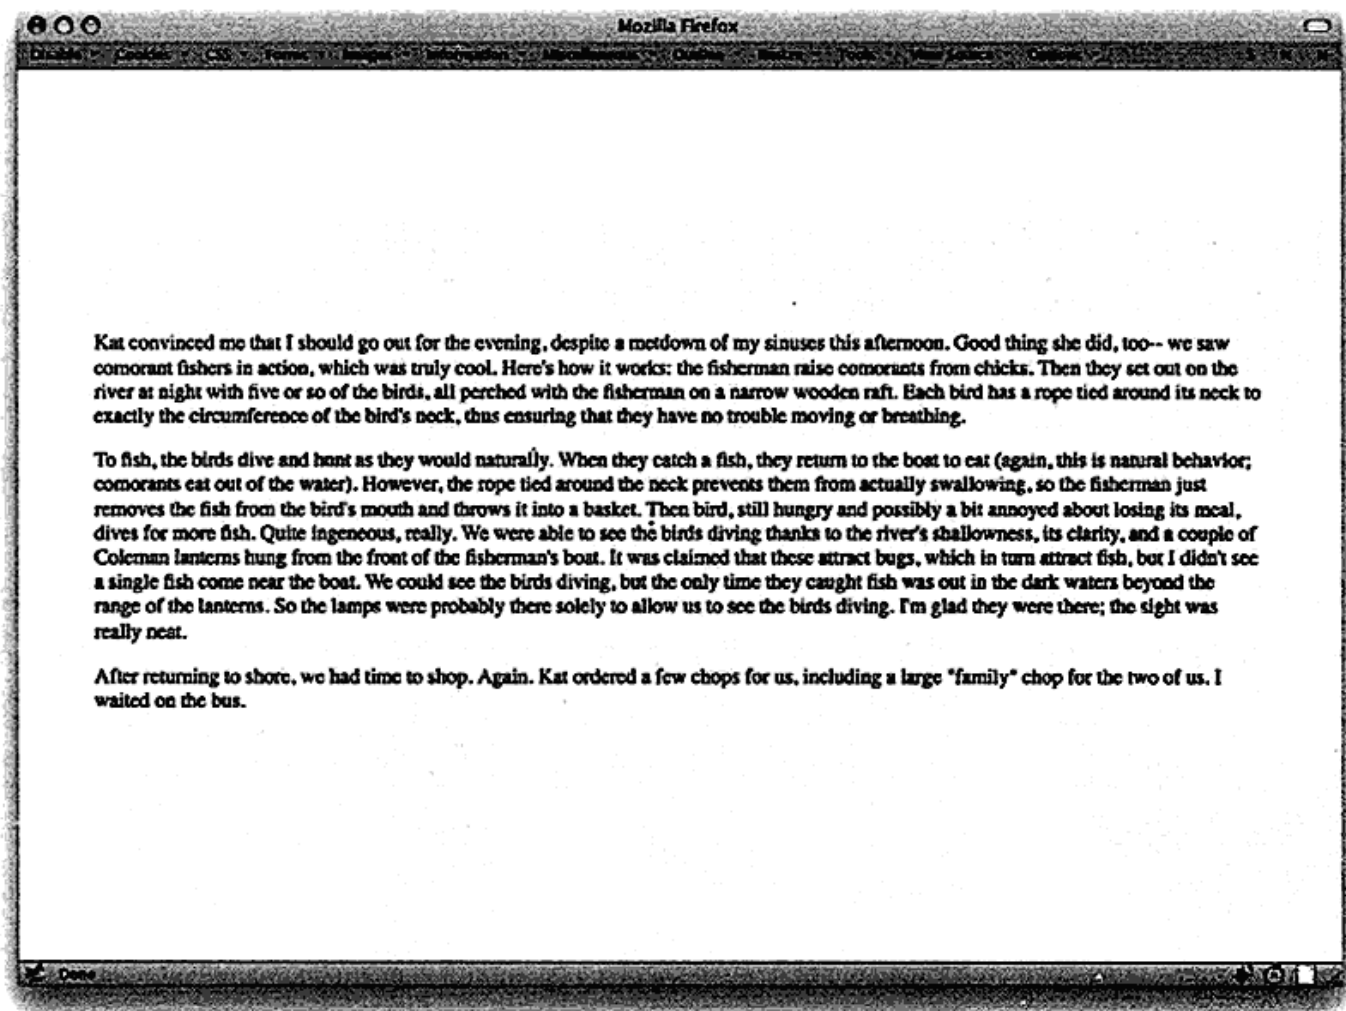 Mozilla Firefox
Disable Cookies CSS Forms Images Information Miscellaneous Outline Resize Tools View Source Options
Kat convinced me that I should go out for the evening, despite a metdown of my sinuses this afternoon. Good thing she did, too-- we saw
comorant fishers in action, which was truly cool. Here's how it works: the fisherman raise comorants from chicks. Then they set out on the
river at night with five or so of the birds, all perched with the fisherman on a narrow wooden raft. Each bird has a rope tied around its neck to
exactly the circumference of the bird's neck, thus ensuring that they have no trouble moving or breathing.
To fish, the birds dive and hunt as they would naturally. When they catch a fish, they return to the boat to eat (again, this is natural behavior;
comorants eat out of the water). However, the rope tied around the neck prevents them from actually swallowing, so the fisherman just
removes the fish from the bird's mouth and throws it into a basket. Then bird, still hungry and possibly a bit annoyed about losing its meal,
dives for more fish. Quite ingeneous, really. We were able to see the birds diving thanks to the river's shallowness, its clarity, and a couple of
Coleman lanterns hung from the front of the fisherman's boat. It was claimed that these attract bugs, which in turn attract fish, but I didn't see
a single fish come near the boat. We could see the birds diving, but the only time they caught fish was out in the dark waters beyond the
range of the lanterns. So the lamps were probably there solely to allow us to see the birds diving. I'm glad they were there; the sight was
really neat.
After returning to shore, we had time to shop. Again. Kat ordered a few chops for us, including a large "family" chop for the two of us. I
waited on the bus.
Done